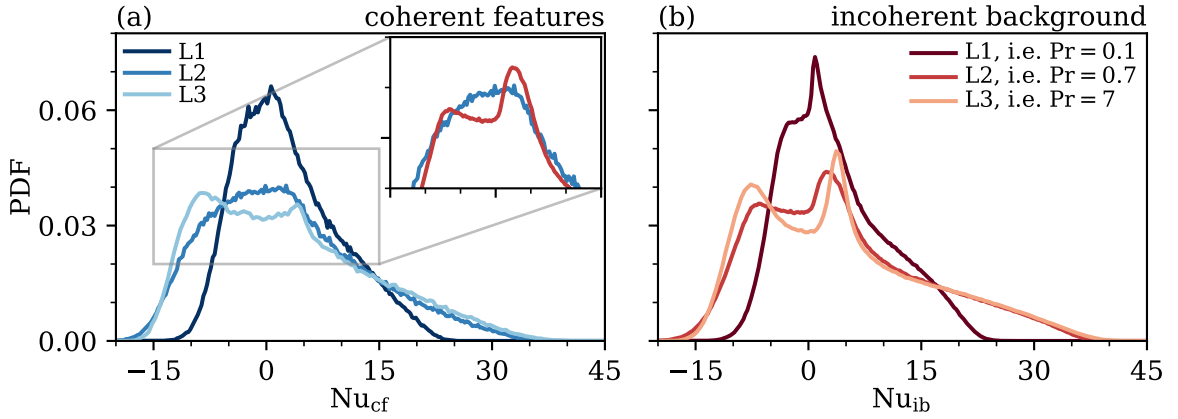 (a) coherent features
L1
L2
L3
PDF
0.06
0.03
0.00
−15 0 15 30 45
Nu_cf
(b) incoherent background
L1, i.e. Pr = 0.1
L2, i.e. Pr = 0.7
L3, i.e. Pr = 7
−15 0 15 30 45
Nu_ib